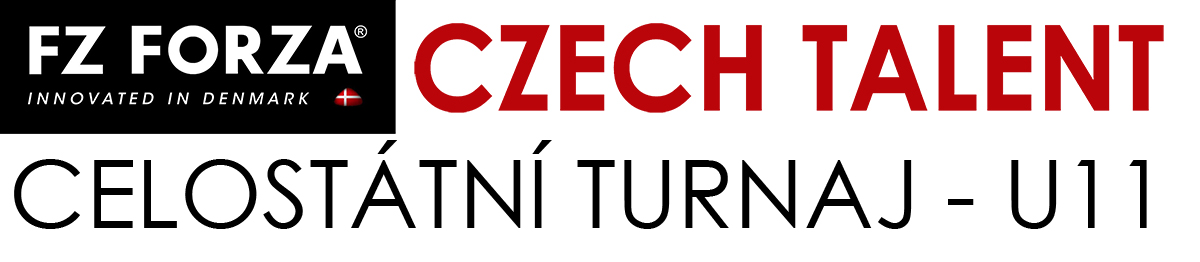 FZ FORZA® CZECH TALENT
INNOVATED IN DENMARK
CELOSTÁTNÍ TURNAJ - U11